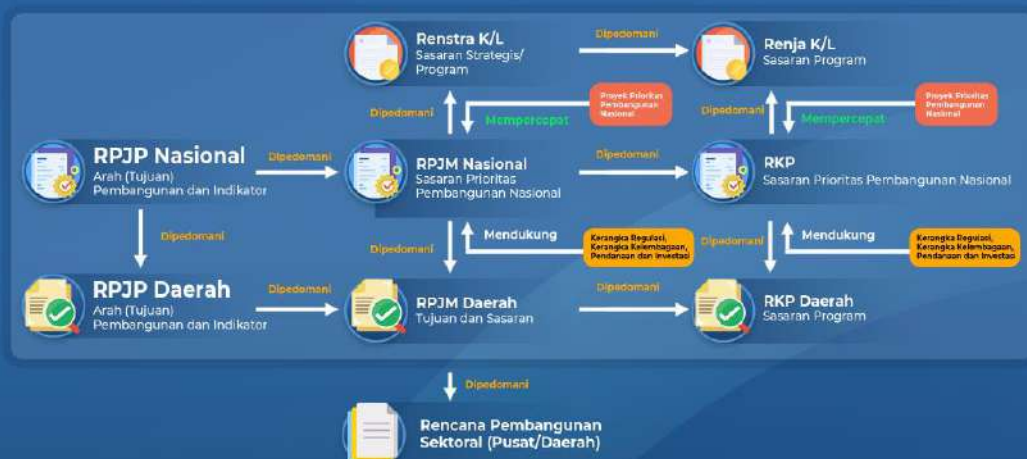 Renstra K/L
Sasaran Strategis/
Program
Dipedomani
Renja K/L
Sasaran Program
Dipedomani
Mempercepat
Proyek Prioritas
Pembangunan
Nasional
Dipedomani
Mempercepat
Proyek Prioritas
Pembangunan
Nasional
RPJP Nasional
Arah (Tujuan)
Pembangunan dan Indikator
Dipedomani
RPJM Nasional
Sasaran Prioritas
Pembangunan Nasional
Dipedomani
RKP
Sasaran Prioritas Pembangunan Nasional
Dipedomani
Dipedomani
Mendukung
Kerangka Regulasi,
Kerangka Kelembagaan,
Pendanaan dan Investasi
Dipedomani
Mendukung
Kerangka Regulasi,
Kerangka Kelembagaan,
Pendanaan dan Investasi
RPJP Daerah
Arah (Tujuan)
Pembangunan dan Indikator
Dipedomani
RPJM Daerah
Tujuan dan Sasaran
Dipedomani
RKP Daerah
Sasaran Program
Dipedomani
Rencana Pembangunan
Sektoral (Pusat/Daerah)